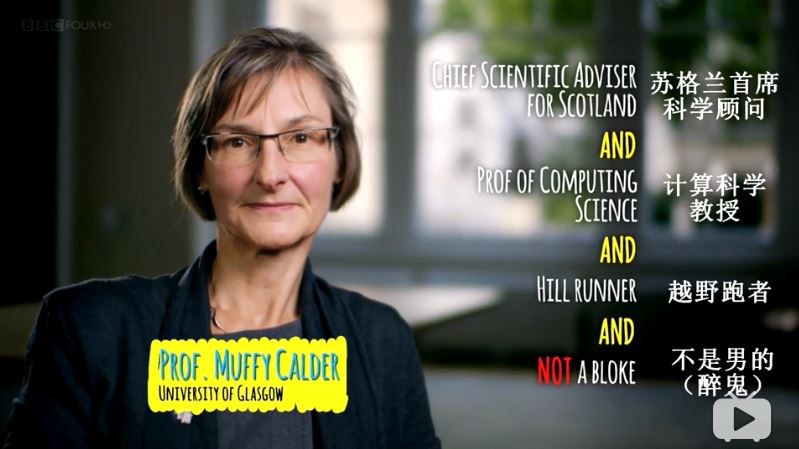 BBC FOUR HD
CHIEF SCIENTIFIC ADVISER
FOR SCOTLAND
苏格兰首席
科学顾问
AND
PROF OF COMPUTING
SCIENCE
计算科学
教授
AND
HILL RUNNER
越野跑者
AND
NOT A BLOKE
不是男的
（醉鬼）
PROF. MUFFY CALDER
UNIVERSITY OF GLASGOW